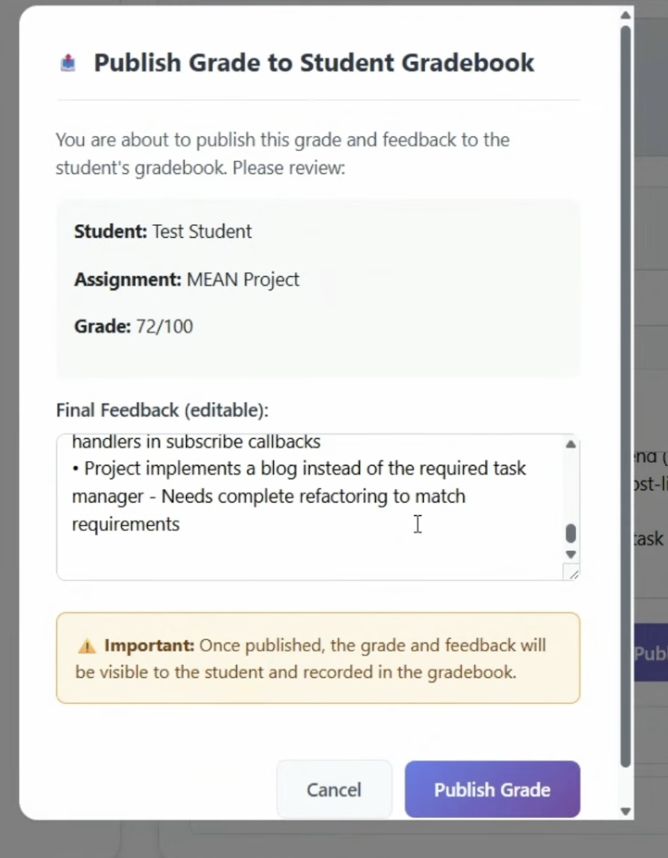 Publish Grade to Student Gradebook
You are about to publish this grade and feedback to the
student's gradebook. Please review:
Student: Test Student
Assignment: MEAN Project
Grade: 72/100
Final Feedback (editable):
handlers in subscribe callbacks
• Project implements a blog instead of the required task
manager - Needs complete refactoring to match
requirements
⚠ Important: Once published, the grade and feedback will
be visible to the student and recorded in the gradebook.
Cancel
Publish Grade
ask
Publ